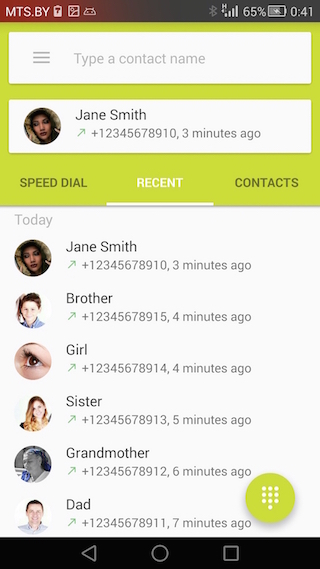 MTS.BY 65% 0:41
Type a contact name
Jane Smith
+12345678910, 3 minutes ago
SPEED DIAL RECENT CONTACTS
Today
Jane Smith
+12345678910, 3 minutes ago
Brother
+12345678915, 4 minutes ago
Girl
+12345678914, 4 minutes ago
Sister
+12345678913, 5 minutes ago
Grandmother
+12345678912, 6 minutes ago
Dad
+12345678911, 7 minutes ago